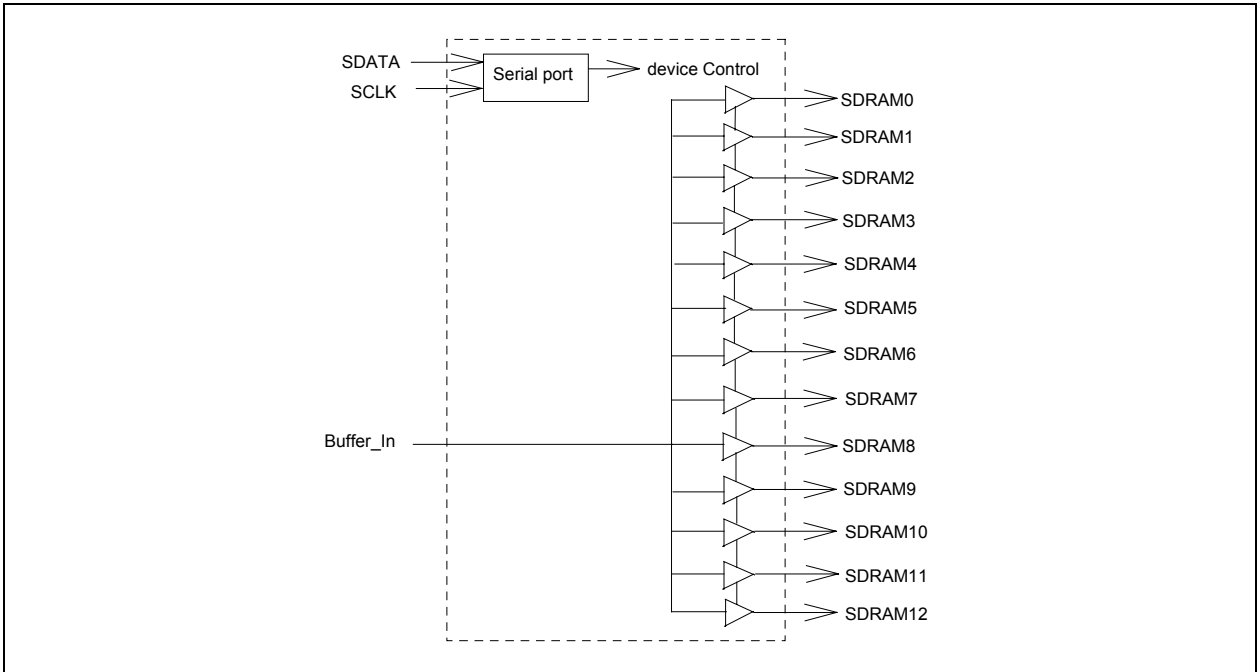 SDATA
SCLK
Serial port
device Control
SDRAM0
SDRAM1
SDRAM2
SDRAM3
SDRAM4
SDRAM5
SDRAM6
SDRAM7
Buffer_In
SDRAM8
SDRAM9
SDRAM10
SDRAM11
SDRAM12